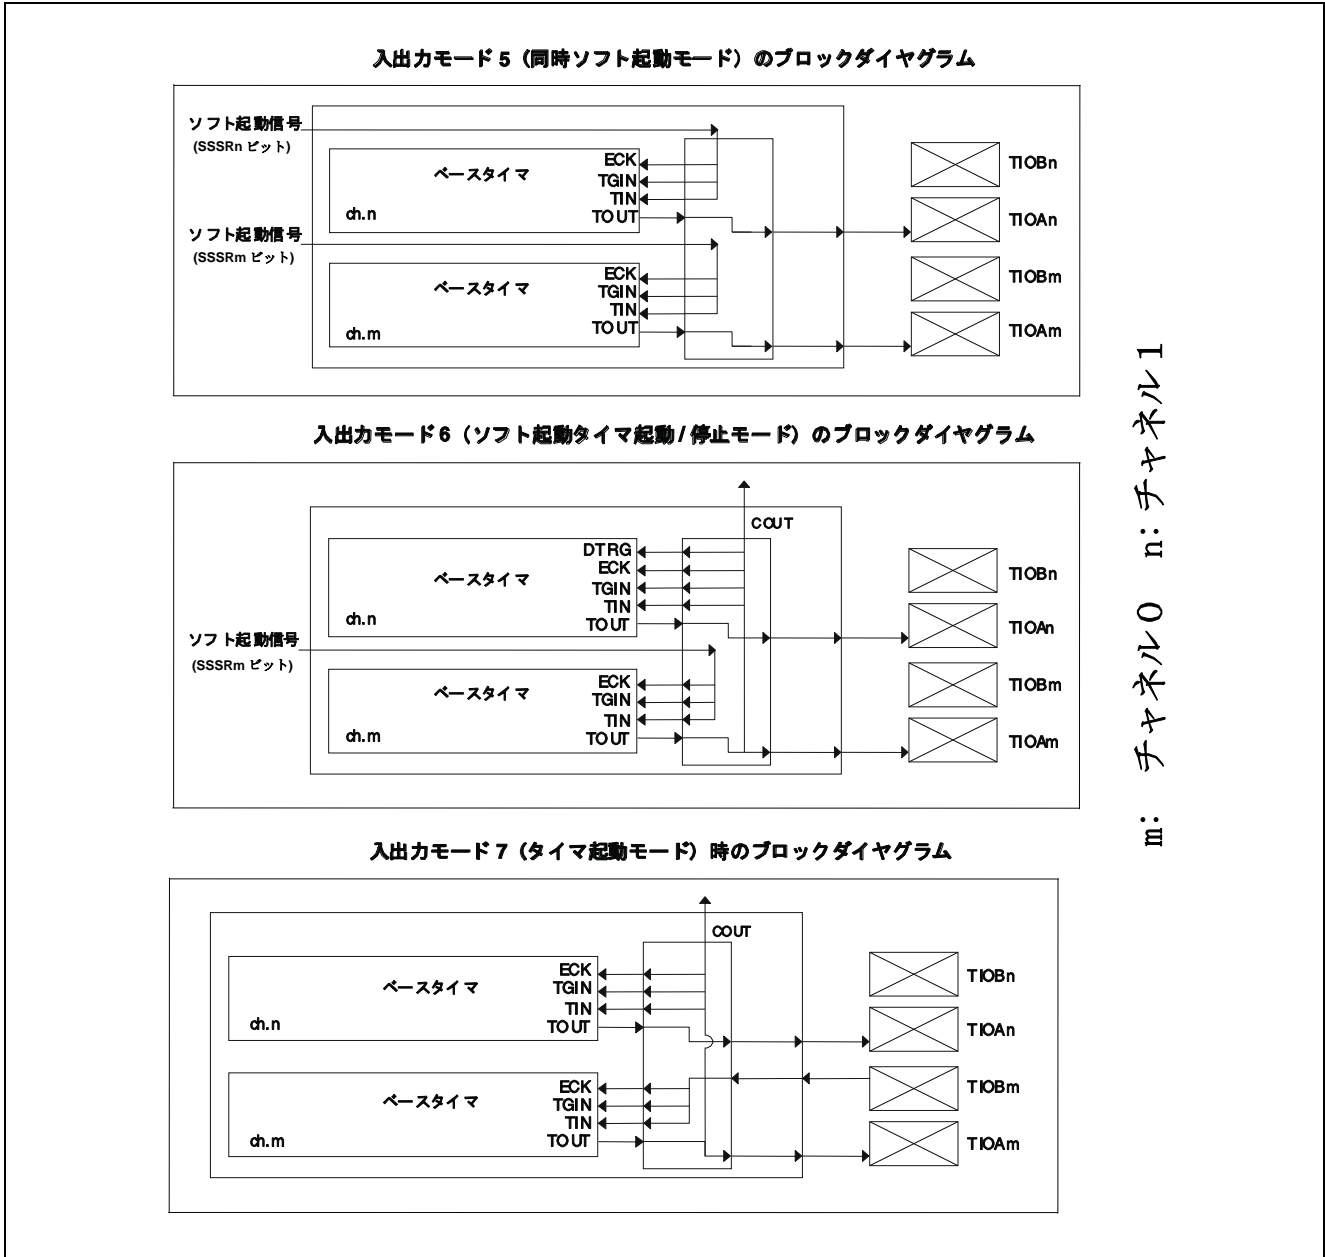 入出力モード 5（同時ソフト起動モード）のブロックダイヤグラム
ソフト起動信号
(SSSRn ビット)
ベースタイマ
ch.n
ECK
TGIN
TIN
TOUT
ソフト起動信号
(SSSRm ビット)
ベースタイマ
ch.m
ECK
TGIN
TIN
TOUT
TIOBn
TIOAn
TIOBm
TIOAm
入出力モード 6（ソフト起動タイマ起動 / 停止モード）のブロックダイヤグラム
COUT
ベースタイマ
ch.n
DTRG
ECK
TGIN
TIN
TOUT
ソフト起動信号
(SSSRm ビット)
ベースタイマ
ch.m
ECK
TGIN
TIN
TOUT
TIOBn
TIOAn
TIOBm
TIOAm
入出力モード 7（タイマ起動モード）時のブロックダイヤグラム
COUT
ベースタイマ
ch.n
ECK
TGIN
TIN
TOUT
ベースタイマ
ch.m
ECK
TGIN
TIN
TOUT
TIOBn
TIOAn
TIOBm
TIOAm
m: チャネル0 n: チャネル1